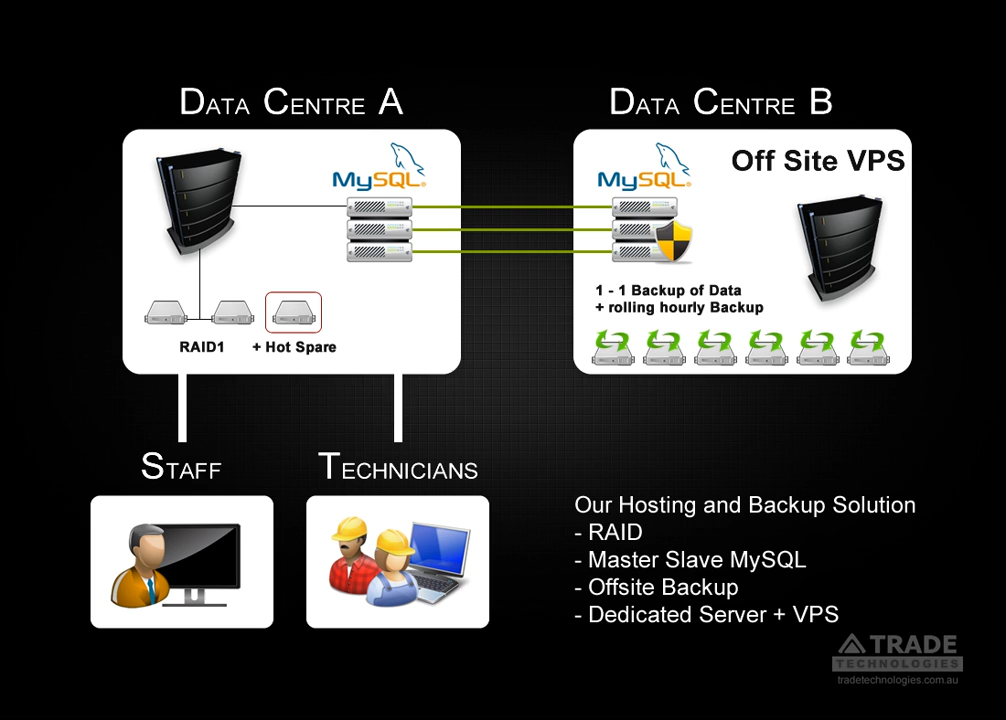 Data Centre A
Data Centre B
MySQL®
MySQL®
Off Site VPS
1 - 1 Backup of Data
+ rolling hourly Backup
RAID1
+ Hot Spare
Staff
Technicians
Our Hosting and Backup Solution
- RAID
- Master Slave MySQL
- Offsite Backup
- Dedicated Server + VPS
TRADE
TECHNOLOGIES
tradetechnologies.com.au